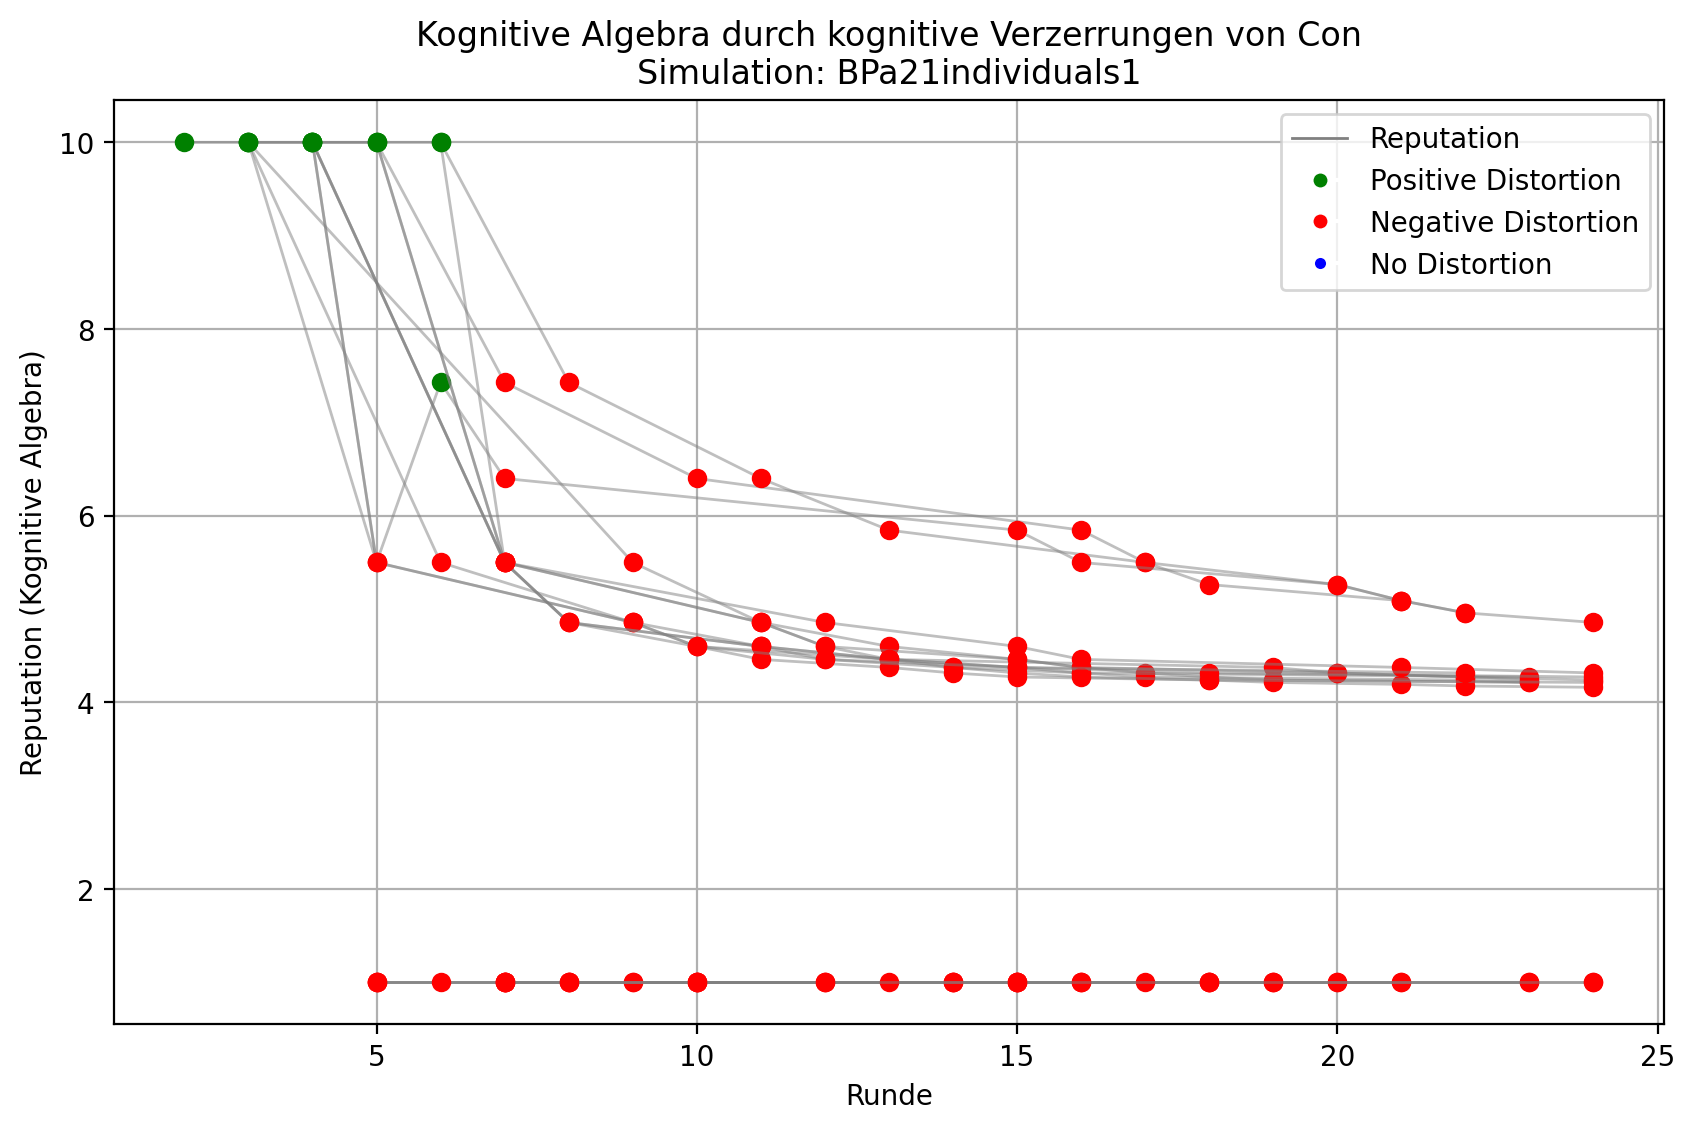 Kognitive Algebra durch kognitive Verzerrungen von Con
Simulation: BPa21individuals1
Reputation
Positive Distortion
Negative Distortion
No Distortion
Reputation (Kognitive Algebra)
10
8
6
4
2
5
10
15
20
25
Runde